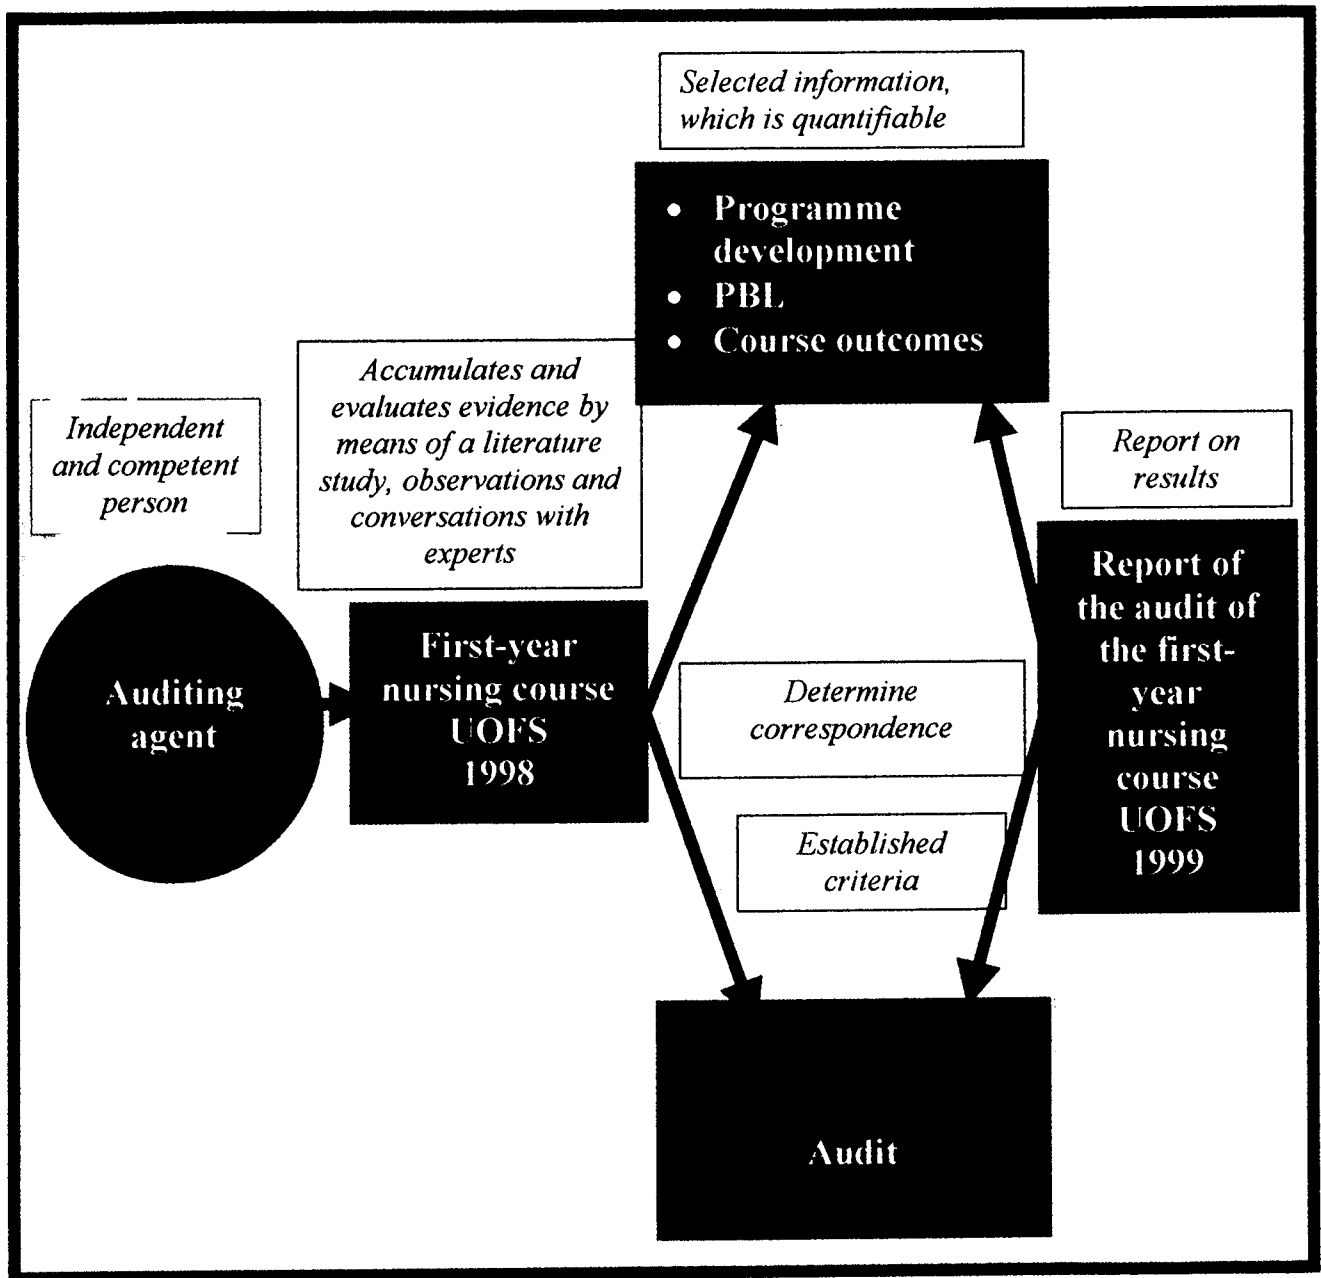 Selected information,
which is quantifiable
• Programme
development
• PBL
• Course outcomes
Accumulates and
evaluates evidence by
means of a literature
study, observations and
conversations with
experts
Independent
and competent
person
Report on
results
Auditing
agent
First-year
nursing course
UOFS
1998
Determine
correspondence
Established
criteria
Report of
the audit of
the first-
year
nursing
course
UOFS
1999
Audit